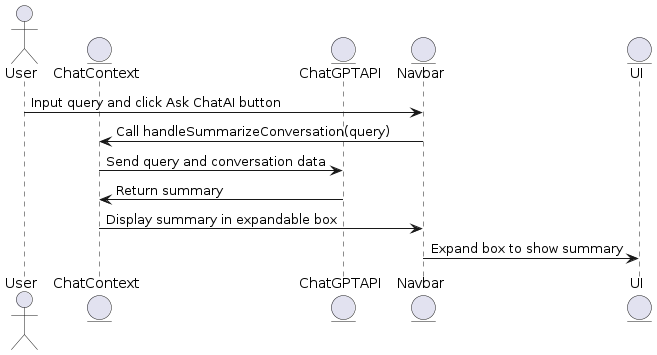 User ChatContext ChatGPTAPI Navbar UI
Input query and click Ask ChatAI button
Call handleSummarizeConversation(query)
Send query and conversation data
Return summary
Display summary in expandable box
Expand box to show summary
User ChatContext ChatGPTAPI Navbar UI